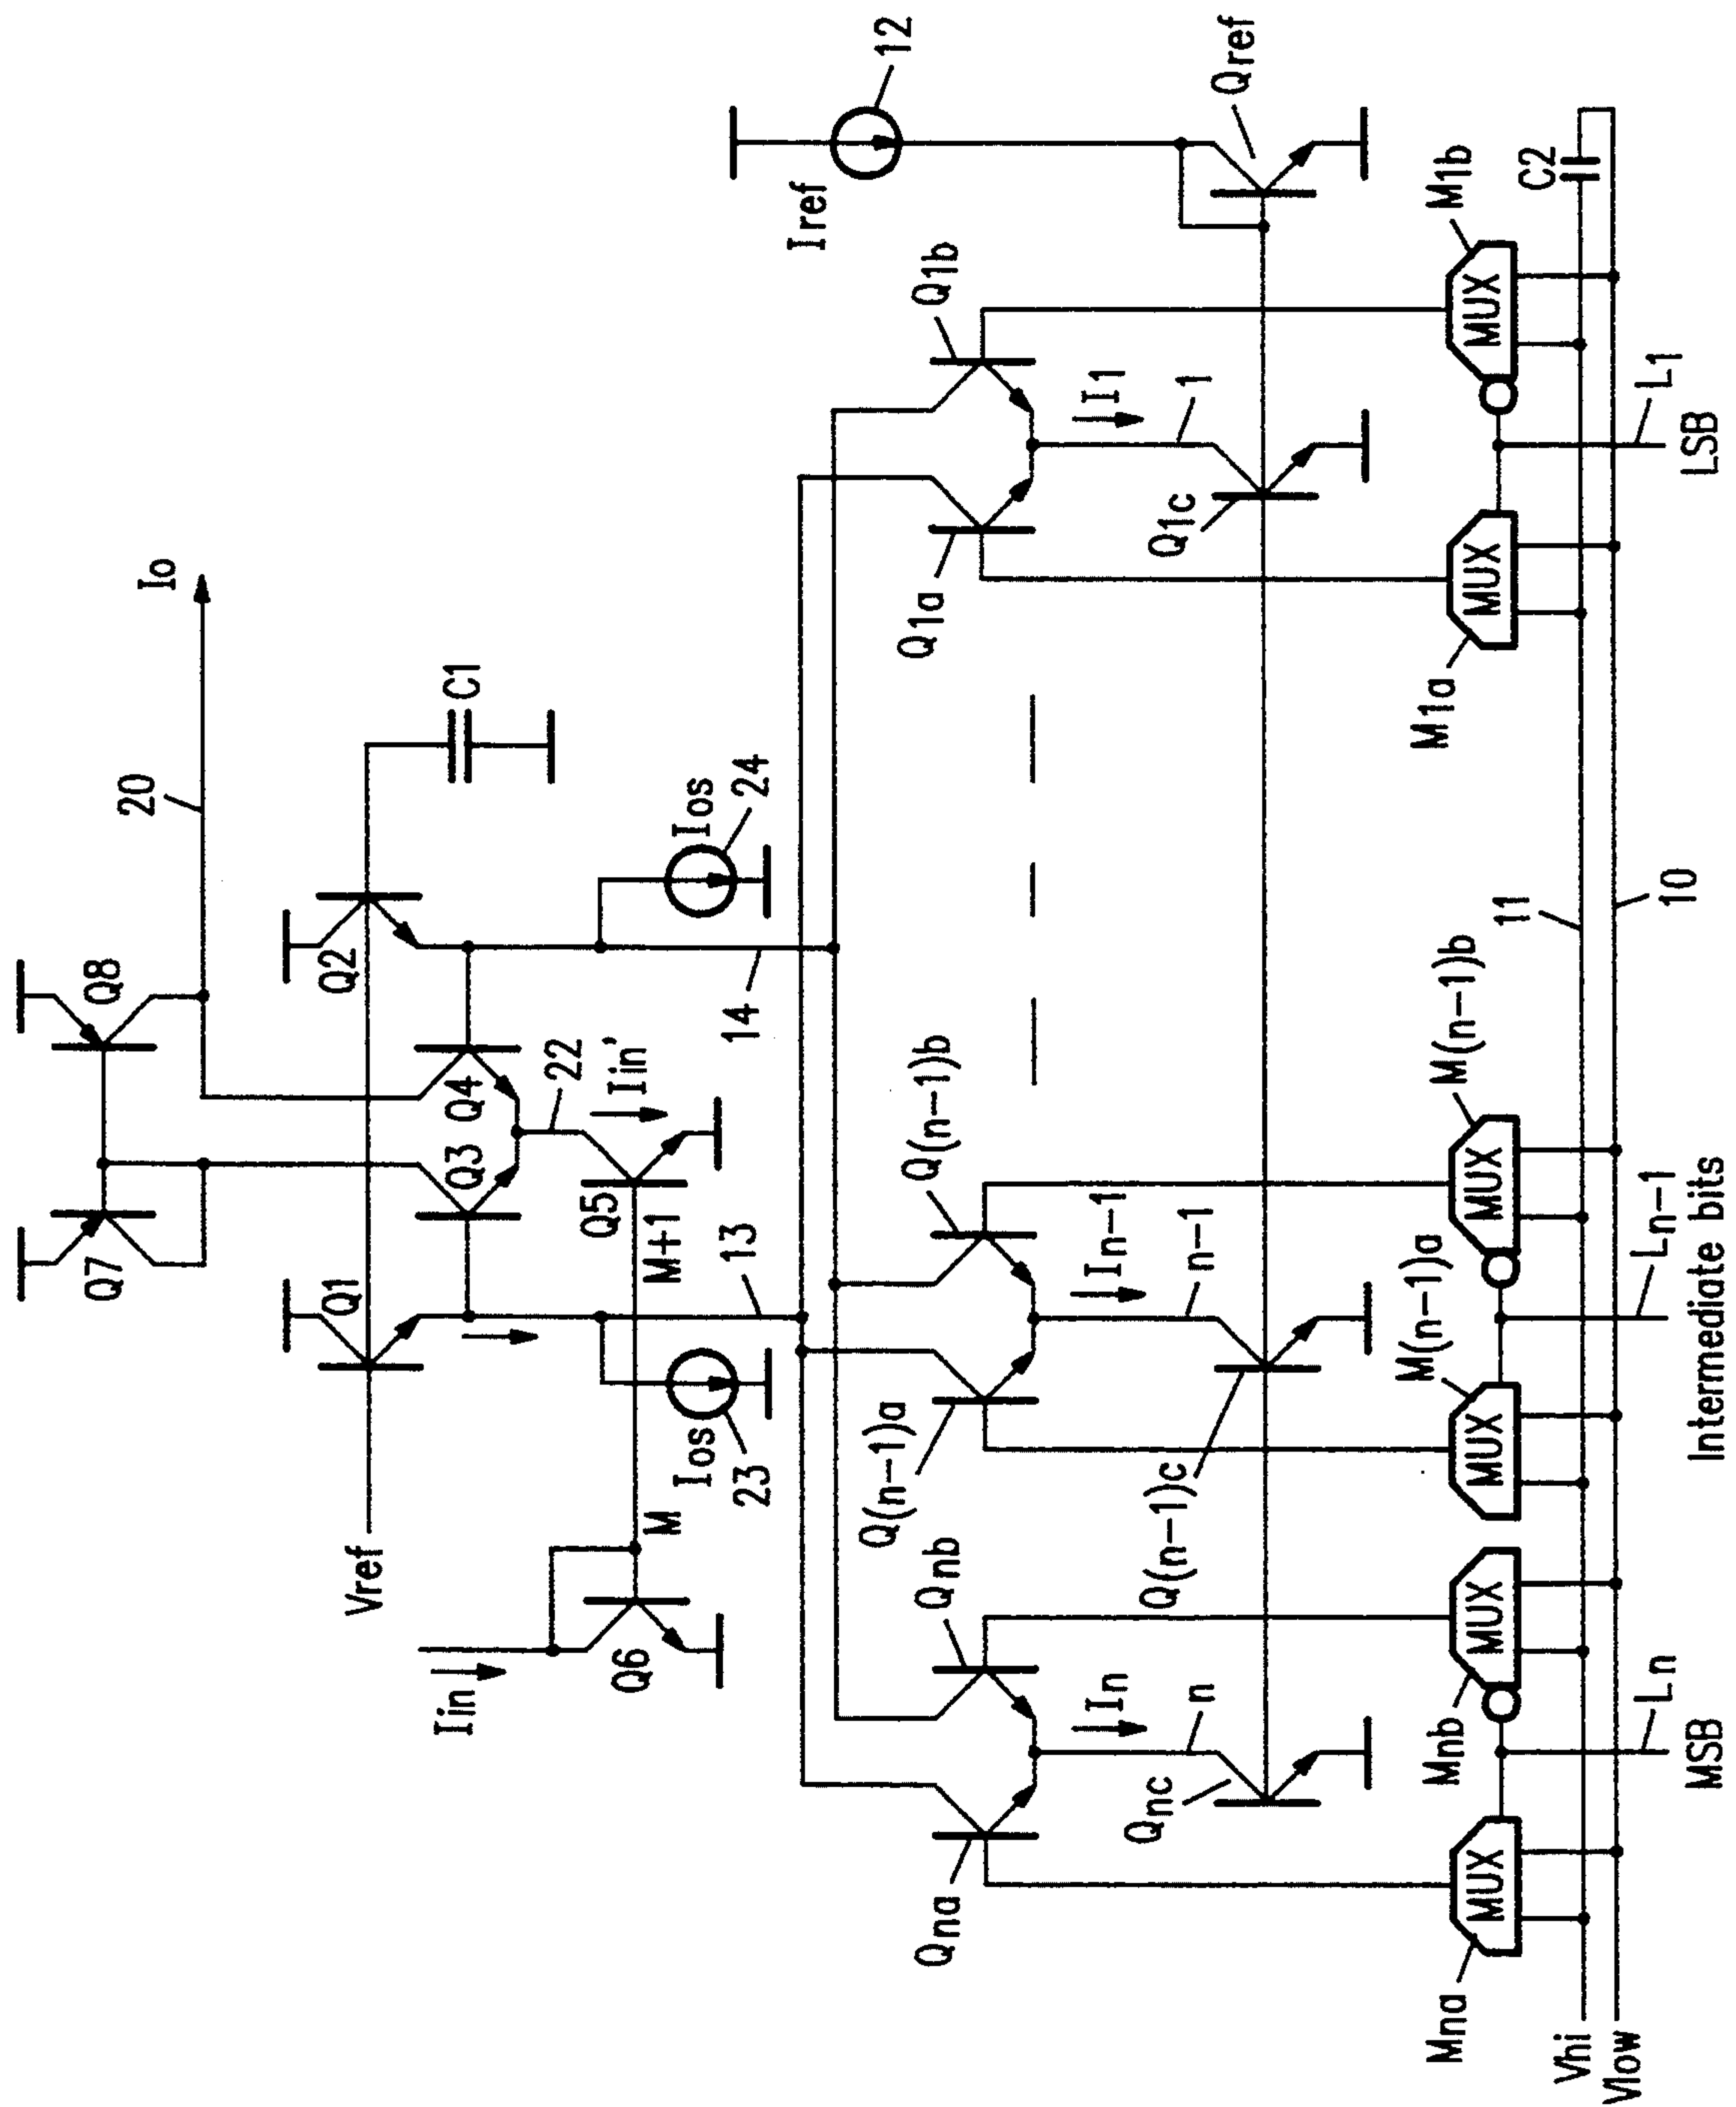 Q7
Q8
20
Io
Vref
Q1
Q2
C1
Iin
Q6
M
Q3
Q4
22
Iin'
Q5
M+1
Ios
23
13
14
Ios
24
Iref
12
Qna
Qnb
Q(n-1)a
Q(n-1)b
Q1a
Q1b
In
n
In-1
n-1
I1
1
Qnc
Q(n-1)c
Q1c
Qref
Mna
MUX
Mnb
MUX
M(n-1)a
MUX
M(n-1)b
MUX
M1a
MUX
M1b
MUX
C2
Vhi
Vlow
11
10
Ln
MSB
Ln-1
Intermediate bits
L1
LSB